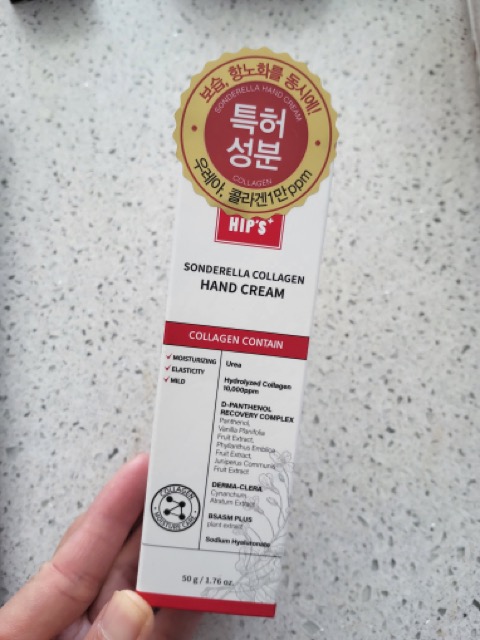 보습, 항노화를 동시에!
SONDERELLA HAND CREAM
특허
성분
COLLAGEN
우레아, 콜라겐1만ppm
HIP'S+
SONDERELLA COLLAGEN
HAND CREAM
COLLAGEN CONTAIN
✓MOISTURIZING
✓ELASTICITY
✓MILD
Urea
Hydrolyzed Collagen
10,000ppm
D-PANTHENOL
RECOVERY COMPLEX
Panthenol,
Vanilla Planifolia
Fruit Extract,
Phyllanthus Emblica
Fruit Extract,
Juniperus Communis
Fruit Extract
DERMA-CLERA
Cynanchum
Atratum Extract
BSASM PLUS
plant extract
Sodium Hyaluronate
COLLAGEN
MOISTURE CARE
50 g / 1.76 oz.